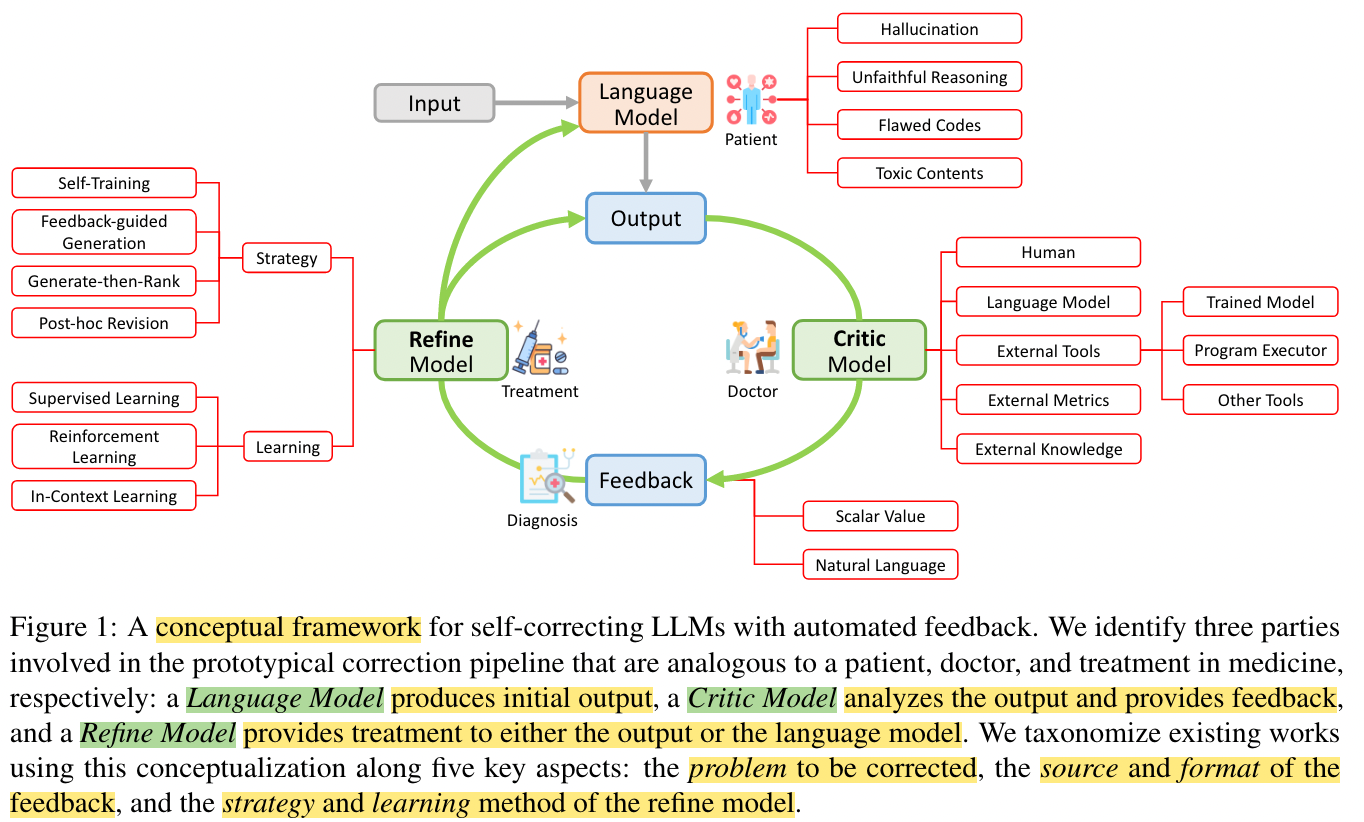 Hallucination
Unfaithful Reasoning
Flawed Codes
Toxic Contents
Input
Language
Model
Patient
Output
Self-Training
Feedback-guided
Generation
Generate-then-Rank
Post-hoc Revision
Strategy
Supervised Learning
Reinforcement
Learning
In-Context Learning
Learning
Refine
Model
Treatment
Doctor
Critic
Model
Human
Language Model
External Tools
External Metrics
External Knowledge
Trained Model
Program Executor
Other Tools
Diagnosis
Feedback
Scalar Value
Natural Language
Figure 1: A conceptual framework for self-correcting LLMs with automated feedback. We identify three parties
involved in the prototypical correction pipeline that are analogous to a patient, doctor, and treatment in medicine,
respectively: a Language Model produces initial output, a Critic Model analyzes the output and provides feedback,
and a Refine Model provides treatment to either the output or the language model. We taxonomize existing works
using this conceptualization along five key aspects: the problem to be corrected, the source and format of the
feedback, and the strategy and learning method of the refine model.